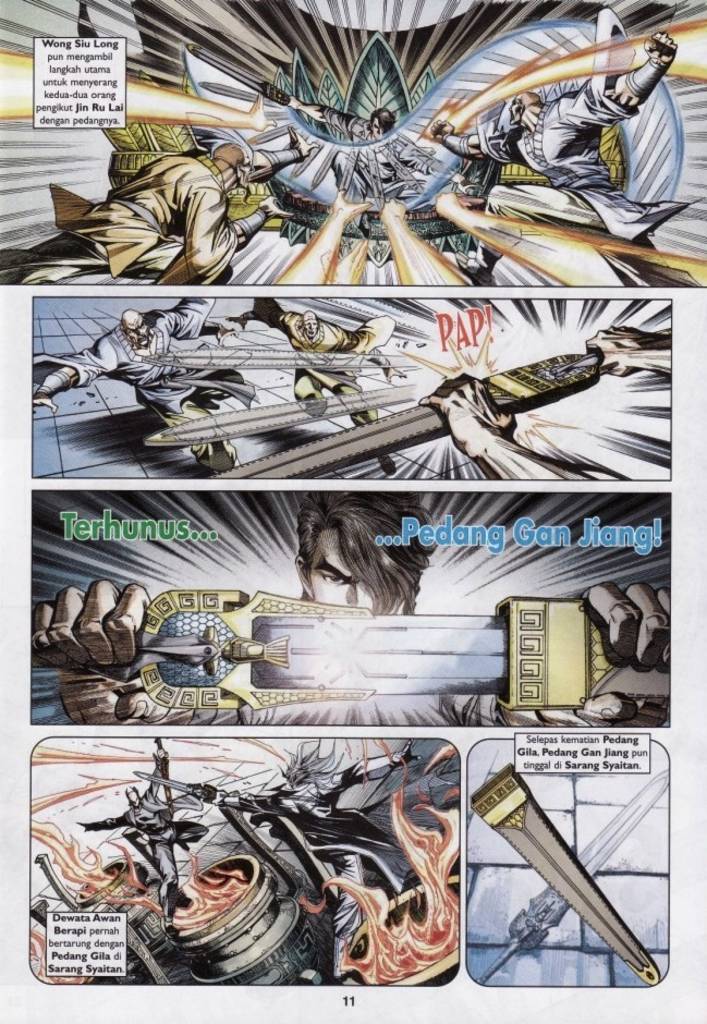 Wong Siu Long
pun mengambil
langkah utama
untuk menyerang
kedua-dua orang
pengikut Jin Ru Lai
dengan pedangnya.
PAP!
Terhunus...
...Pedang Gan Jiang!
Dewata Awan
Berapi pernah
bertarung dengan
Pedang Gila di
Sarang Syaitan.
Selepas kematian Pedang
Gila, Pedang Gan Jiang pun
tinggal di Sarang Syaitan.
11